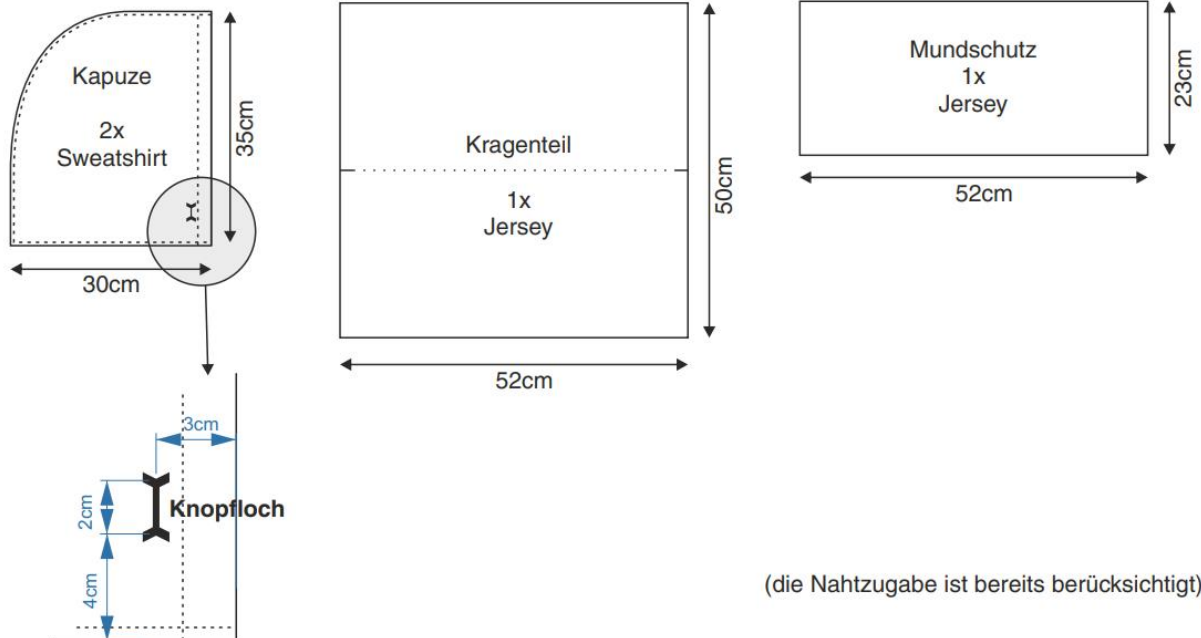 Kapuze
2x
Sweatshirt
35cm
30cm
Kragenteil
1x
Jersey
50cm
52cm
Mundschutz
1x
Jersey
23cm
52cm
3cm
2cm
Knopfloch
4cm
(die Nahtzugabe ist bereits berücksichtigt)